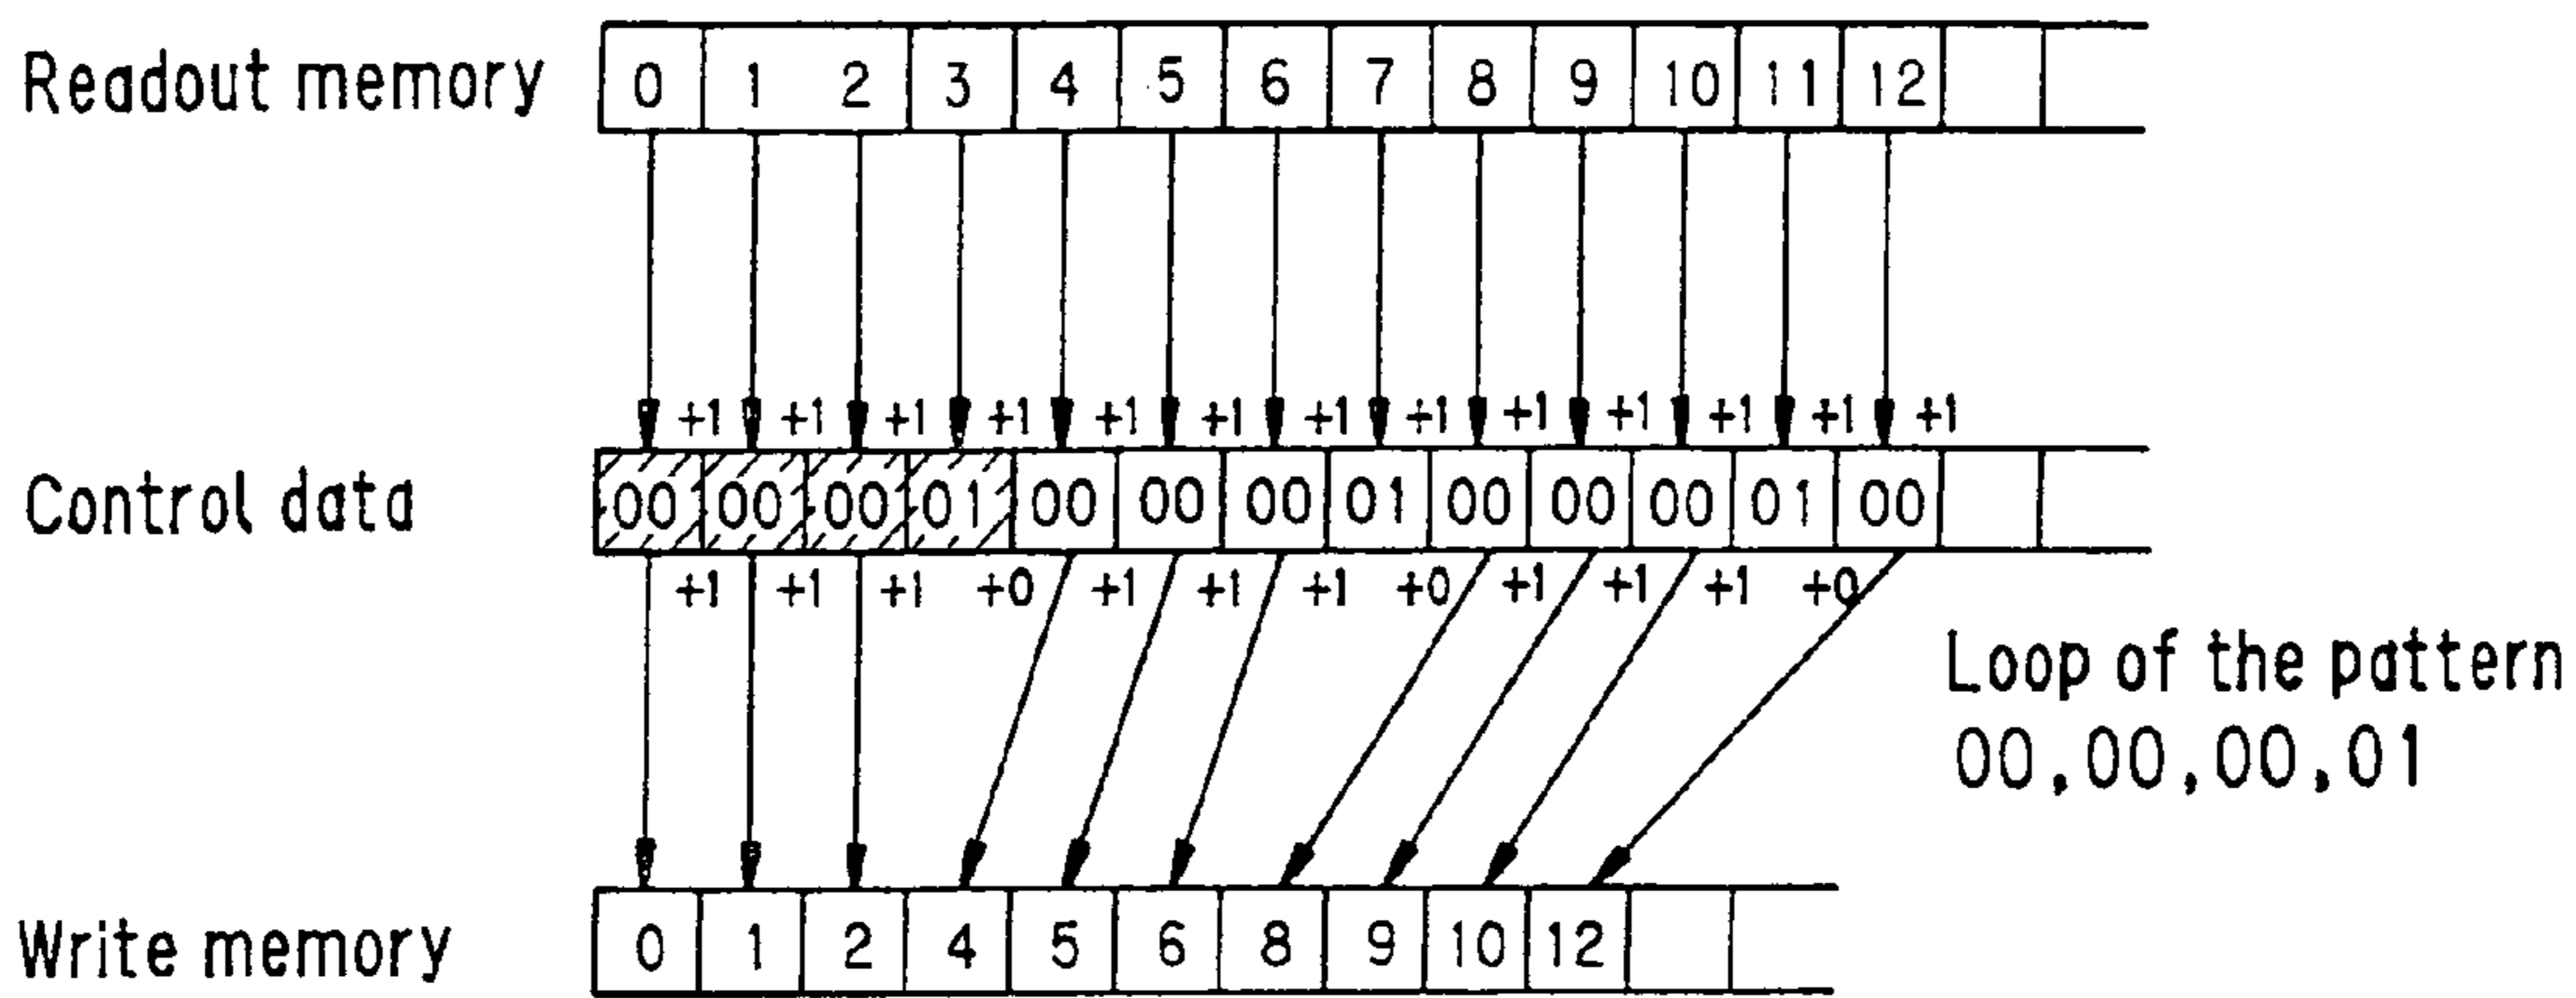 Readout memory 0 1 2 3 4 5 6 7 8 9 10 11 12
+1 +1 +1 +1 +1 +1 +1 +1 +1 +1 +1 +1 +1
Control data 00 00 00 01 00 00 00 01 00 00 00 01 00
+1 +1 +1 +0 +1 +1 +1 +0 +1 +1 +1 +0
Loop of the pattern
00,00,00,01
Write memory 0 1 2 4 5 6 8 9 10 12